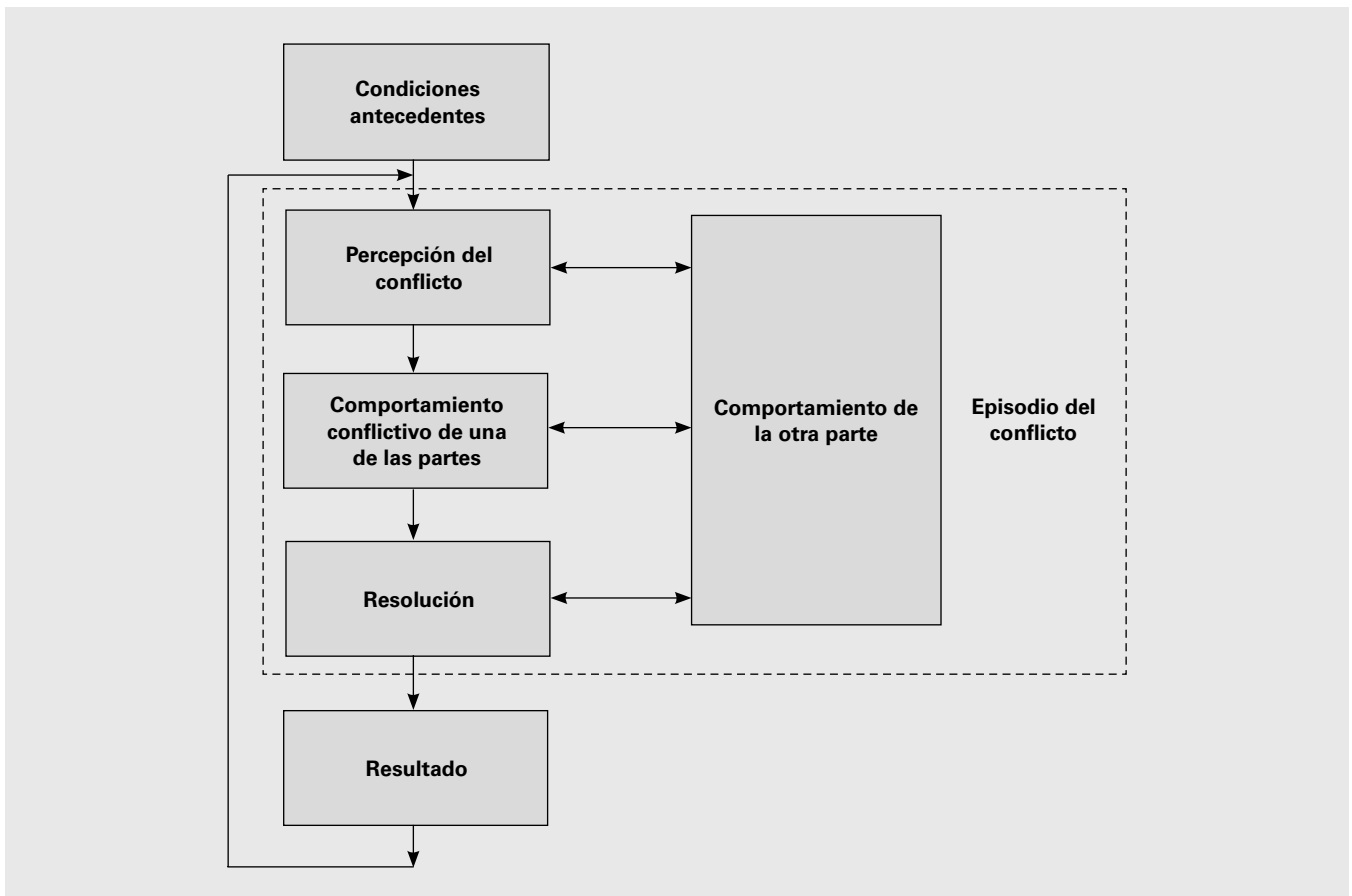 Condiciones
antecedentes
Percepción del
conflicto
Comportamiento
conflictivo de una
de las partes
Comportamiento de
la otra parte
Episodio del
conflicto
Resolución
Resultado